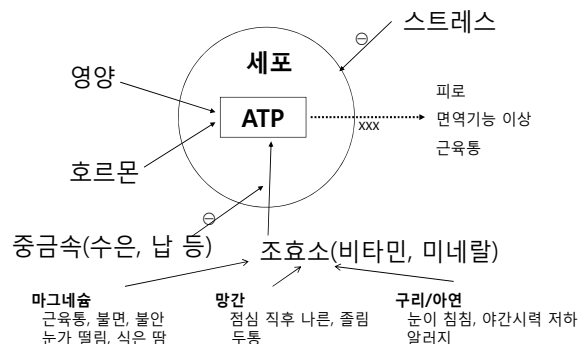 스트레스
⊖
세포
영양
ATP
피로
xxx
면역기능 이상
근육통
호르몬
⊖
중금속(수은, 납 등)
조효소(비타민, 미네랄)
마그네슘
근육통, 불면, 불안
눈가 떨림, 식은 땀
망간
점심 직후 나른, 졸림
두통
구리/아연
눈이 침침, 야간시력 저하
알러지